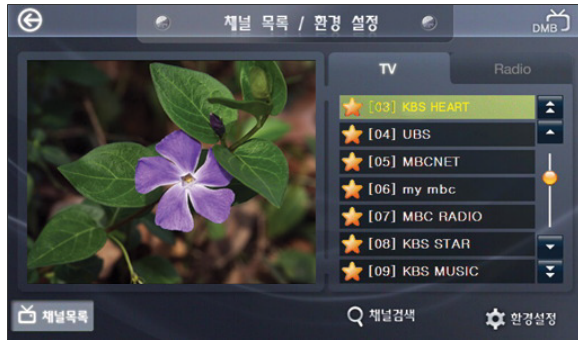 채널 목록 / 환경 설정
DMB
TV
Radio
[03] KBS HEART
[04] UBS
[05] MBCNET
[06] my mbc
[07] MBC RADIO
[08] KBS STAR
[09] KBS MUSIC
채널목록
채널검색
환경설정